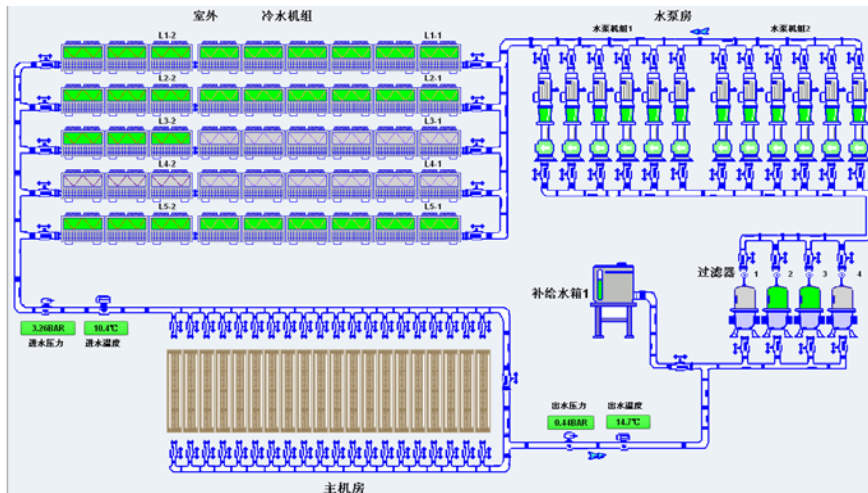 室外 冷水机组 水泵房
水泵机组1 水泵机组2
L1-2 L1-1
L2-2 L2-1
L3-2 L3-1
L4-2 L4-1
L5-2 L5-1
过滤器 1 2 3 4
补给水箱1
3.26BAR 10.4℃
进水压力 进水温度
出水压力 出水温度
0.44BAR 14.7℃
主机房